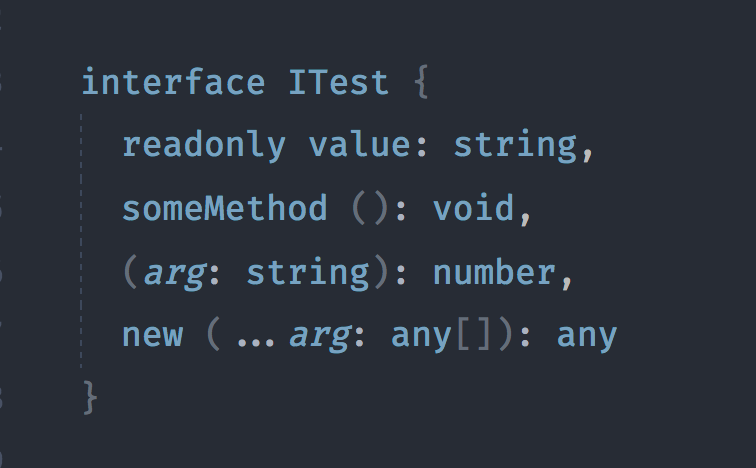 interface ITest {
readonly value: string,
someMethod (): void,
(arg: string): number,
new (...arg: any[]): any
}